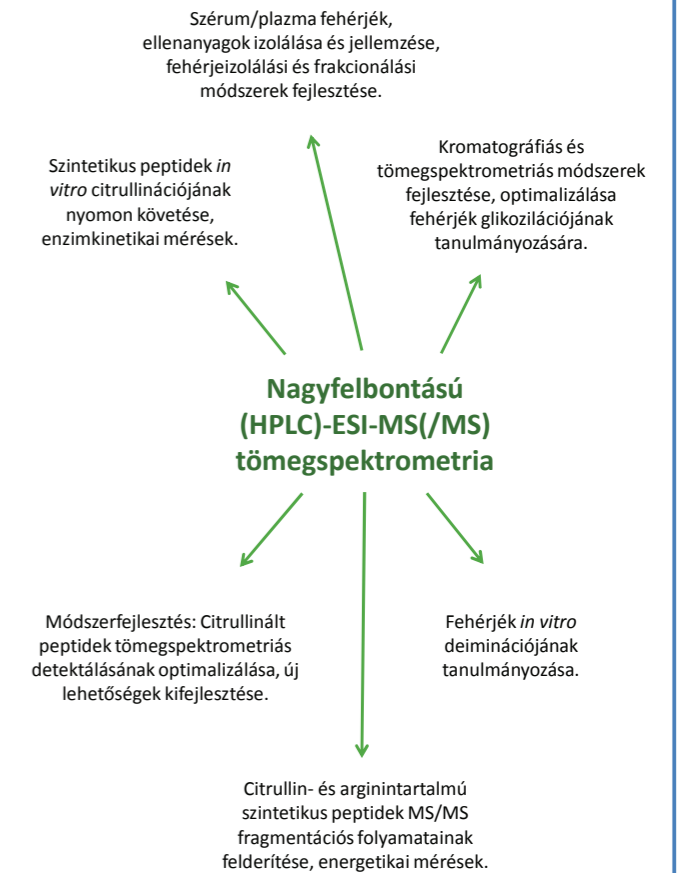 Szérum/plazma fehérjék,
ellenanyagok izolálása és jellemzése,
fehérjeizolálási és frakcionálási
módszerek fejlesztése.
Szintetikus peptidek in
vitro citrullinációjának
nyomon követése,
enzimkinetikai mérések.
Kromatográfiás és
tömegspektrometriás módszerek
fejlesztése, optimalizálása
fehérjék glikozilációjának
tanulmányozására.
Nagyfelbontású
(HPLC)-ESI-MS(/MS)
tömegspektrometria
Módszerfejlesztés: Citrullinált
peptidek tömegspektrometriás
detektálásának optimalizálása, új
lehetőségek kifejlesztése.
Fehérjék in vitro
deiminációjának
tanulmányozása.
Citrullin- és arginintartalmú
szintetikus peptidek MS/MS
fragmentációs folyamatainak
felderítése, energetikai mérések.